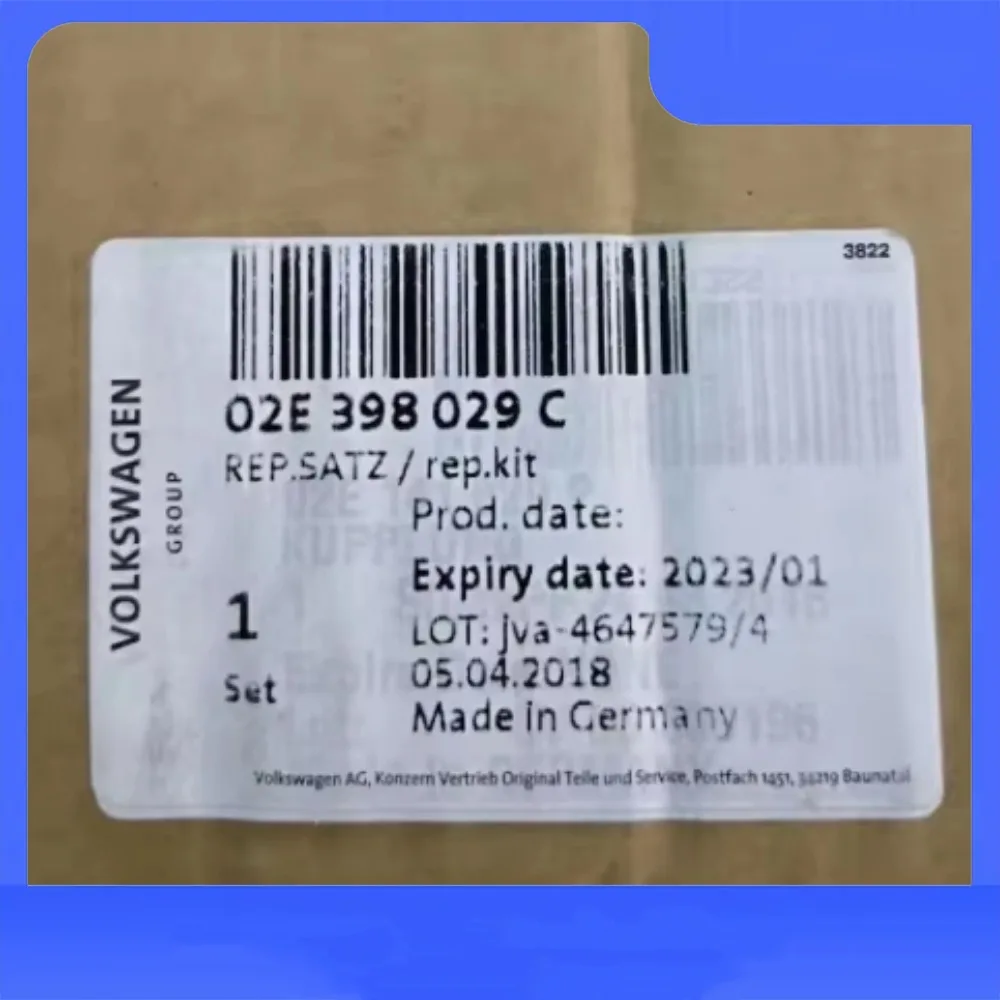 3822
VOLKSWAGEN
GROUP
02E 398 029 C
REP.SATZ / rep.kit
Prod. date:
Expiry date: 2023/01
1
Set
LOT: jva-4647579/4
05.04.2018
Made in Germany
Volkswagen AG, Konzern Vertrieb Original Teile und Service, Postfach 1451, 34219 Baunatal